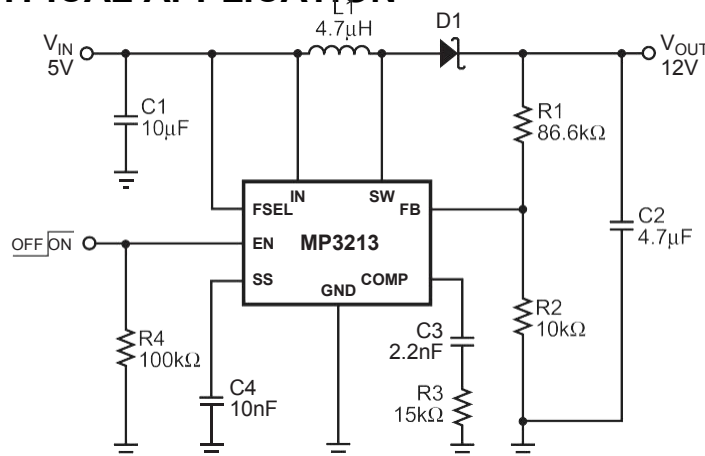 L1
4.7μH
D1
VIN
5V
VOUT
12V
C1
10μF
R1
86.6kΩ
IN
SW
FSEL
FB
C2
4.7μF
OFF ON
EN
MP3213
SS
COMP
GND
R2
10kΩ
R4
100kΩ
C3
2.2nF
C4
10nF
R3
15kΩ